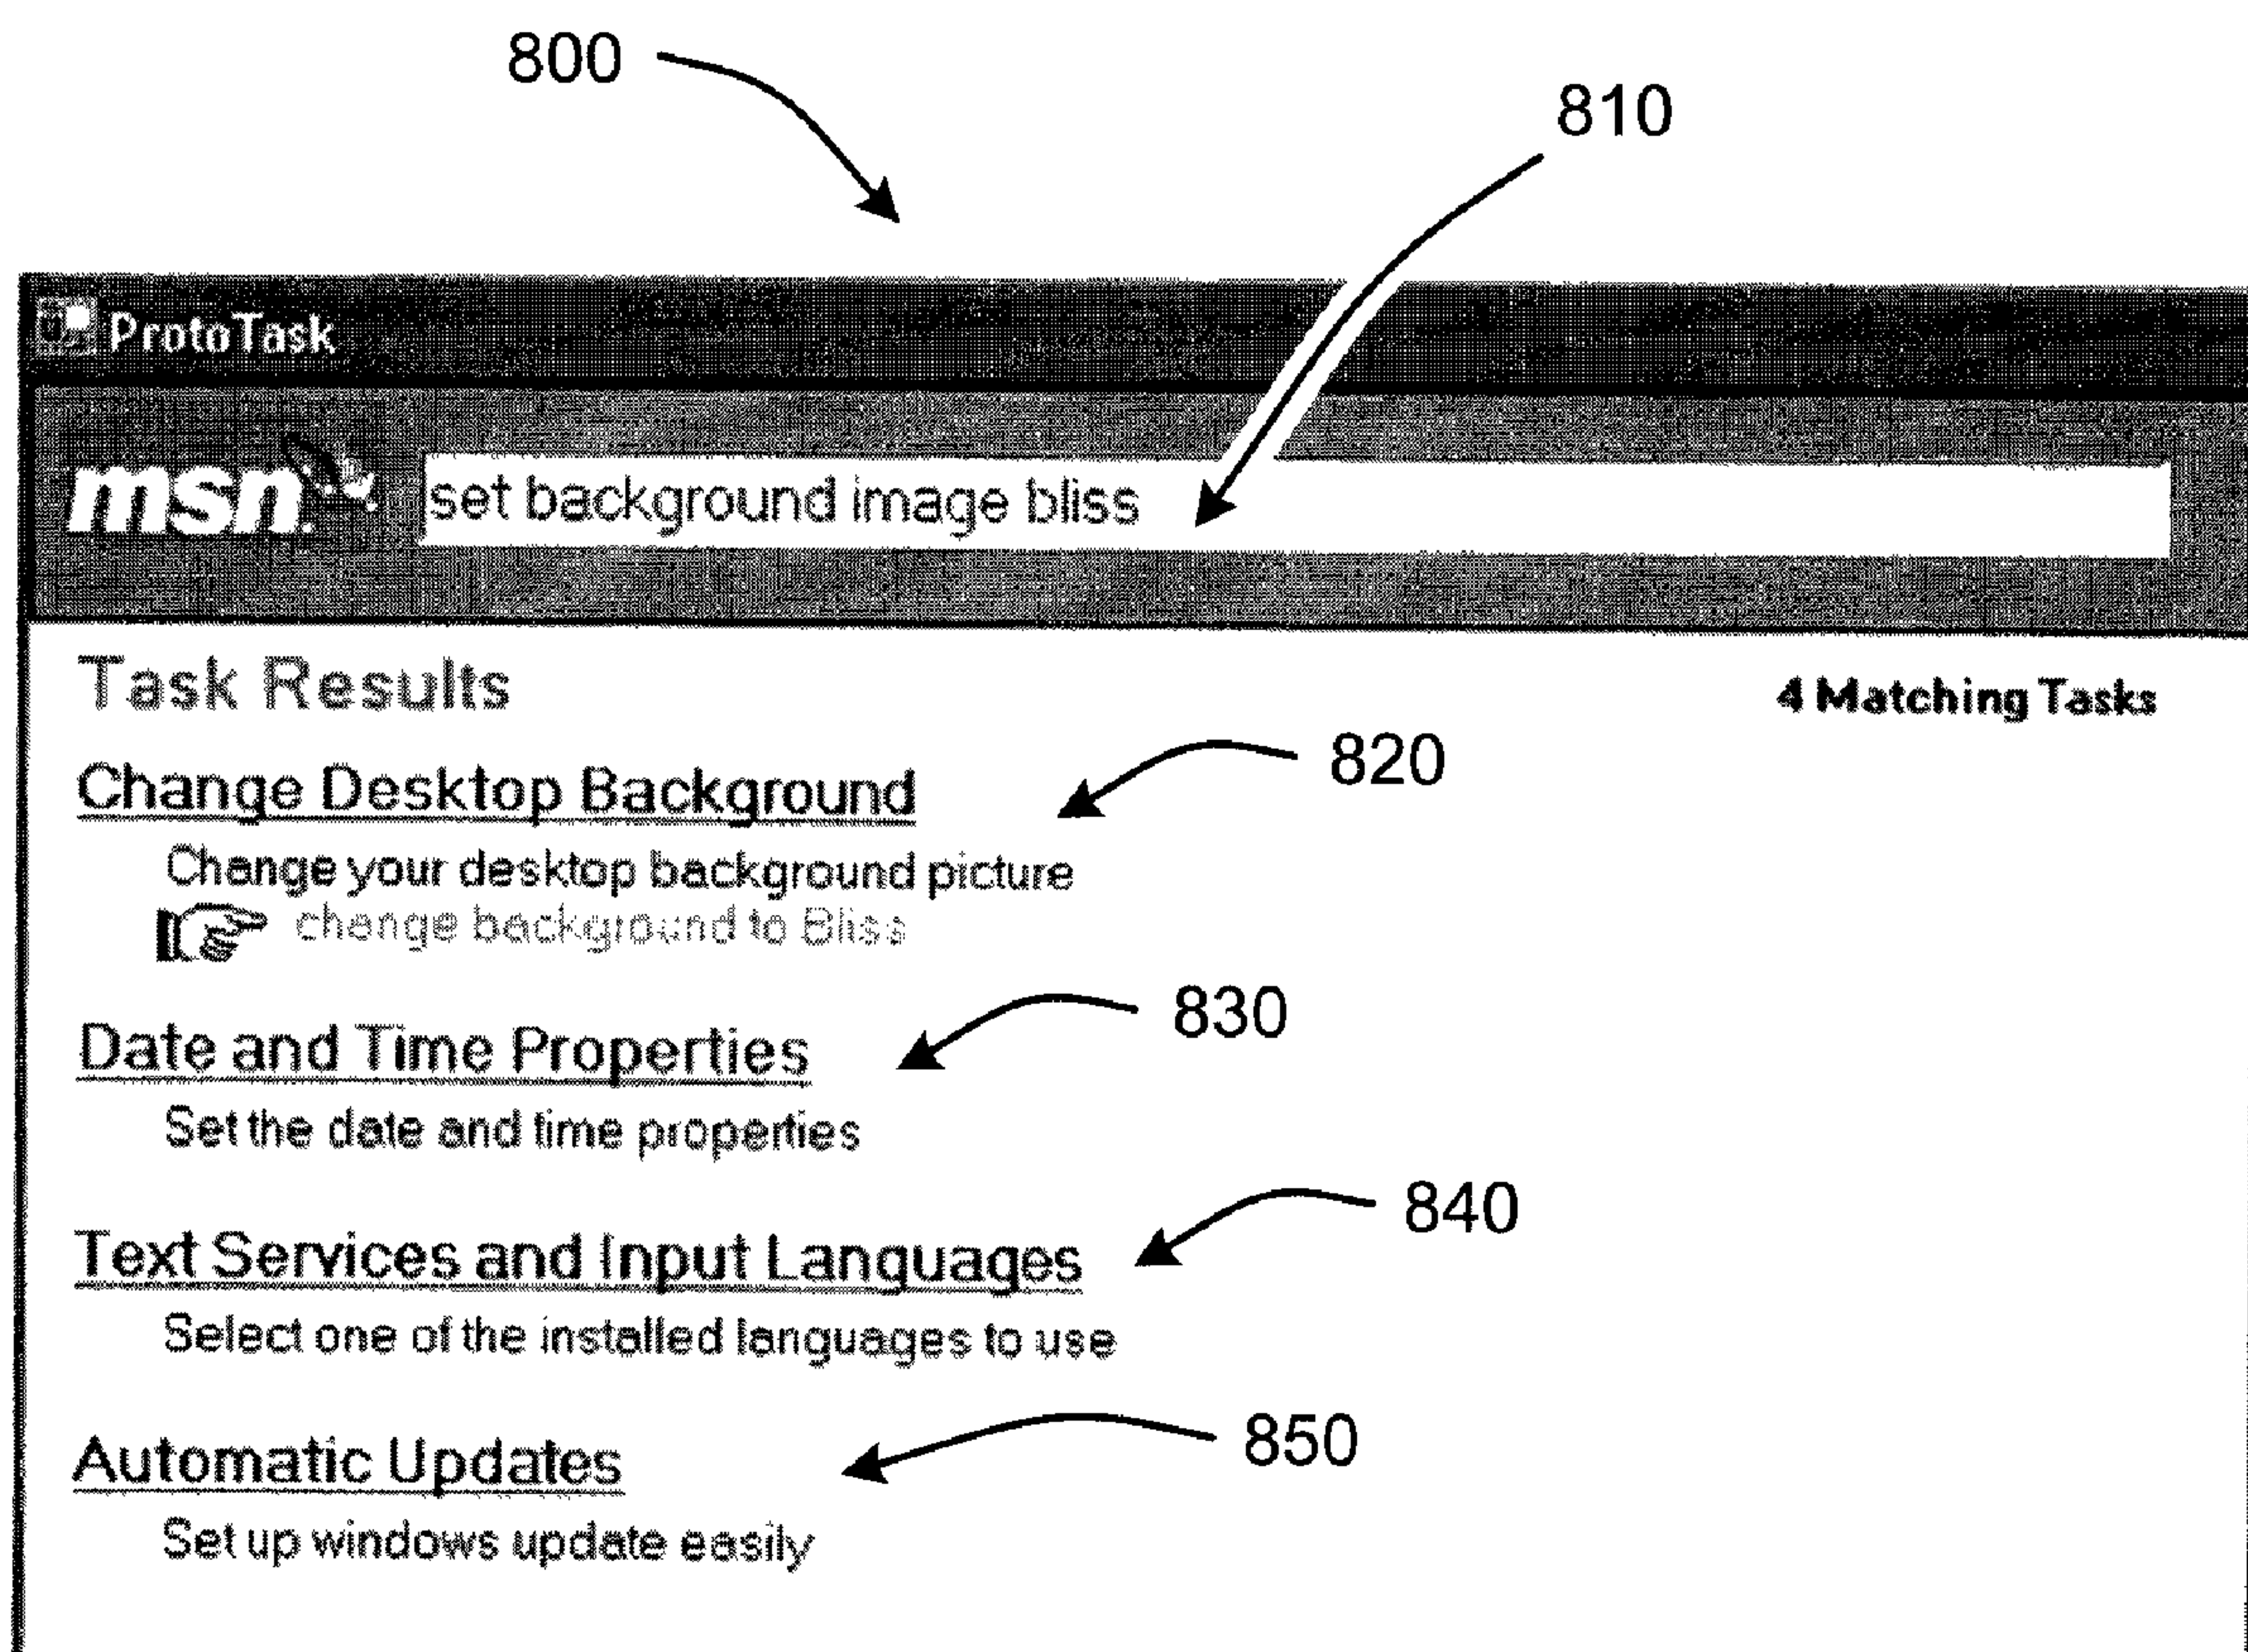 800
810
ProtoTask
msn
set background image bliss
Task Results
4 Matching Tasks
820
Change Desktop Background
Change your desktop background picture
change background to Bliss
830
Date and Time Properties
Set the date and time properties
840
Text Services and Input Languages
Select one of the installed languages to use
850
Automatic Updates
Set up windows update easily